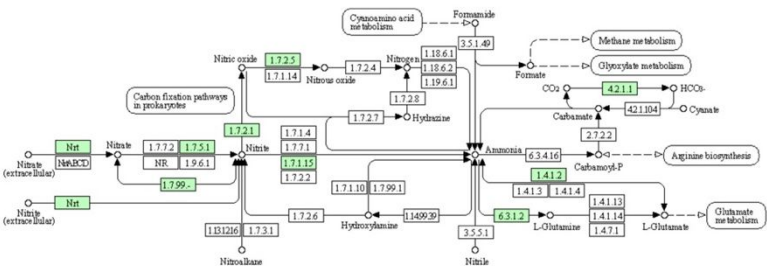 Cyanoamino acid
metabolism
Formamide
3.5.1.49
Methane metabolism
Formate
Glyoxylate metabolism
Nitric oxide
1.7.2.5
1.7.1.14
Nitrous oxide
1.7.2.4
Nitrogen
1.18.6.1
1.18.6.2
1.19.6.1
1.7.2.8
Hydrazine
1.7.2.7
Carbon fixation pathways
in prokaryotes
CO2
4.2.1.1
HCO3-
4.2.1.104
Cyanate
Carbamate
2.7.2.2
1.7.2.1
Nrt
NrtABCD
Nitrate
(extracellular)
Nitrate
1.7.7.2
1.7.5.1
NR
1.9.6.1
1.7.99.-
Nitrite
1.7.1.4
1.7.7.1
1.7.1.15
1.7.2.2
Ammonia
6.3.4.16
Carbamoyl-P
Arginine biosynthesis
Nrt
Nitrite
(extracellular)
1.7.1.10
1.7.99.1
1.4.1.2
1.4.1.3
1.4.1.4
1.7.2.6
Hydroxylamine
1.14.99.39
6.3.1.2
L-Glutamine
1.4.1.13
1.4.1.14
1.4.7.1
L-Glutamate
Glutamate
metabolism
1.13.12.16
1.7.3.1
Nitroalkane
3.5.5.1
Nitrile